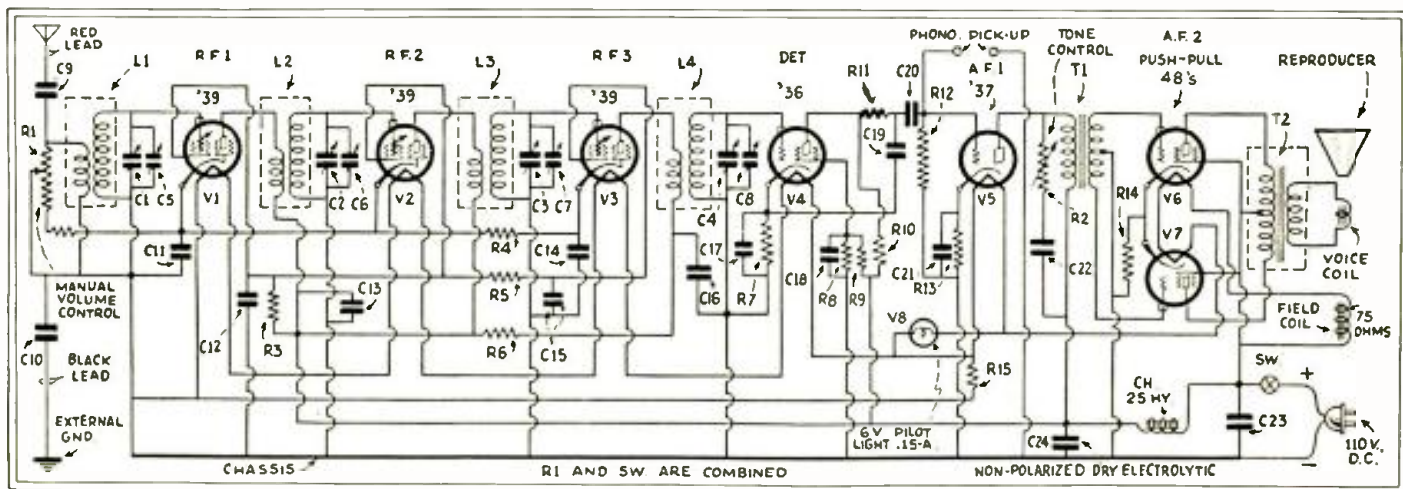 RED
LEAD
C9
L1
R F 1
'39
L2
R F. 2
'39
L3
R F 3
'39
L4
DET
'36
R11
C20
PHONO. PICK-UP
A F 1
'37
R12
C19
TONE
CONTROL
T1
A.F. 2
PUSH-PULL
48's
REPRODUCER
T2
R1
C1
C5
V1
C2
C6
V2
C3
C7
V3
C4
C8
V4
V5
R2
R14
V6
V7
C11
R4
C14
C17
R10
C21
R13
C22
VOICE
COIL
MANUAL
VOLUME
CONTROL
C12
R3
C13
R5
R6
C15
C16
R7
C18
R8
R9
V8
R15
FIELD
COIL
75
OHMS
C10
BLACK
LEAD
EXTERNAL
GND
6 V. PILOT
LIGHT .15-A
CH
25 HY
C24
SW
+
C23
110 V.,
D.C.
−
CHASSIS
R1 AND SW ARE COMBINED
NON-POLARIZED DRY ELECTROLYTIC